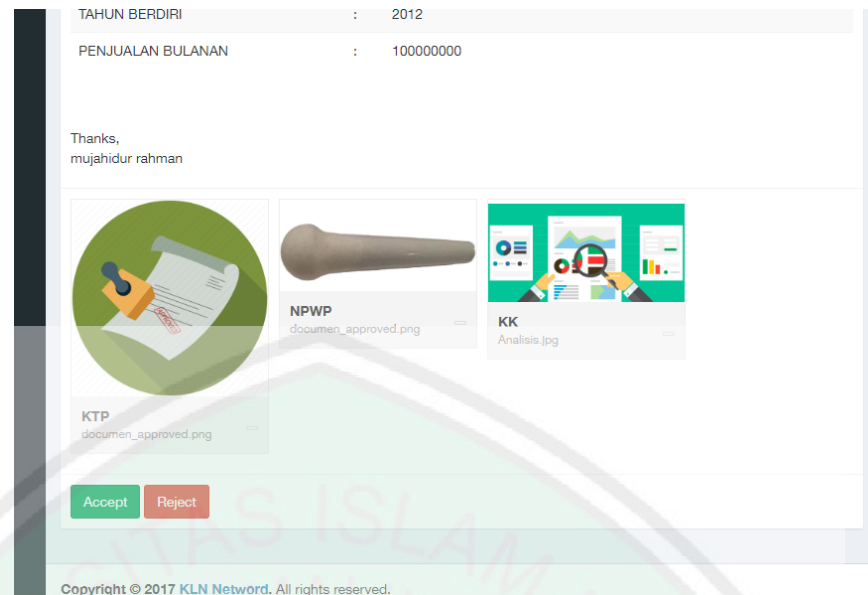 TAHUN BERDIRI : 2012
PENJUALAN BULANAN : 100000000
Thanks,
mujahidur rahman
KTP
documen_approved.png
NPWP
documen_approved.png
KK
Analisis.jpg
Accept Reject
Copyright © 2017 KLN Netword. All rights reserved.